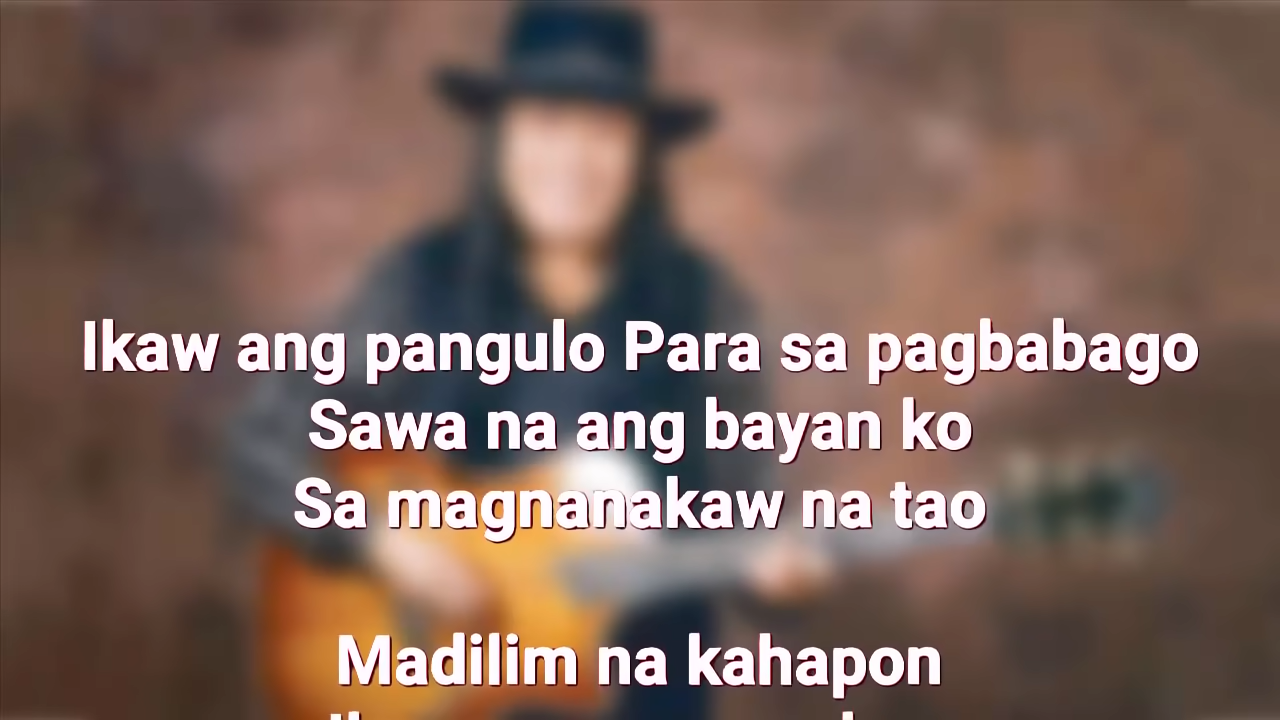 Ikaw ang pangulo Para sa pagbabago
Sawa na ang bayan ko
Sa magnanakaw na tao
Madilim na kahapon